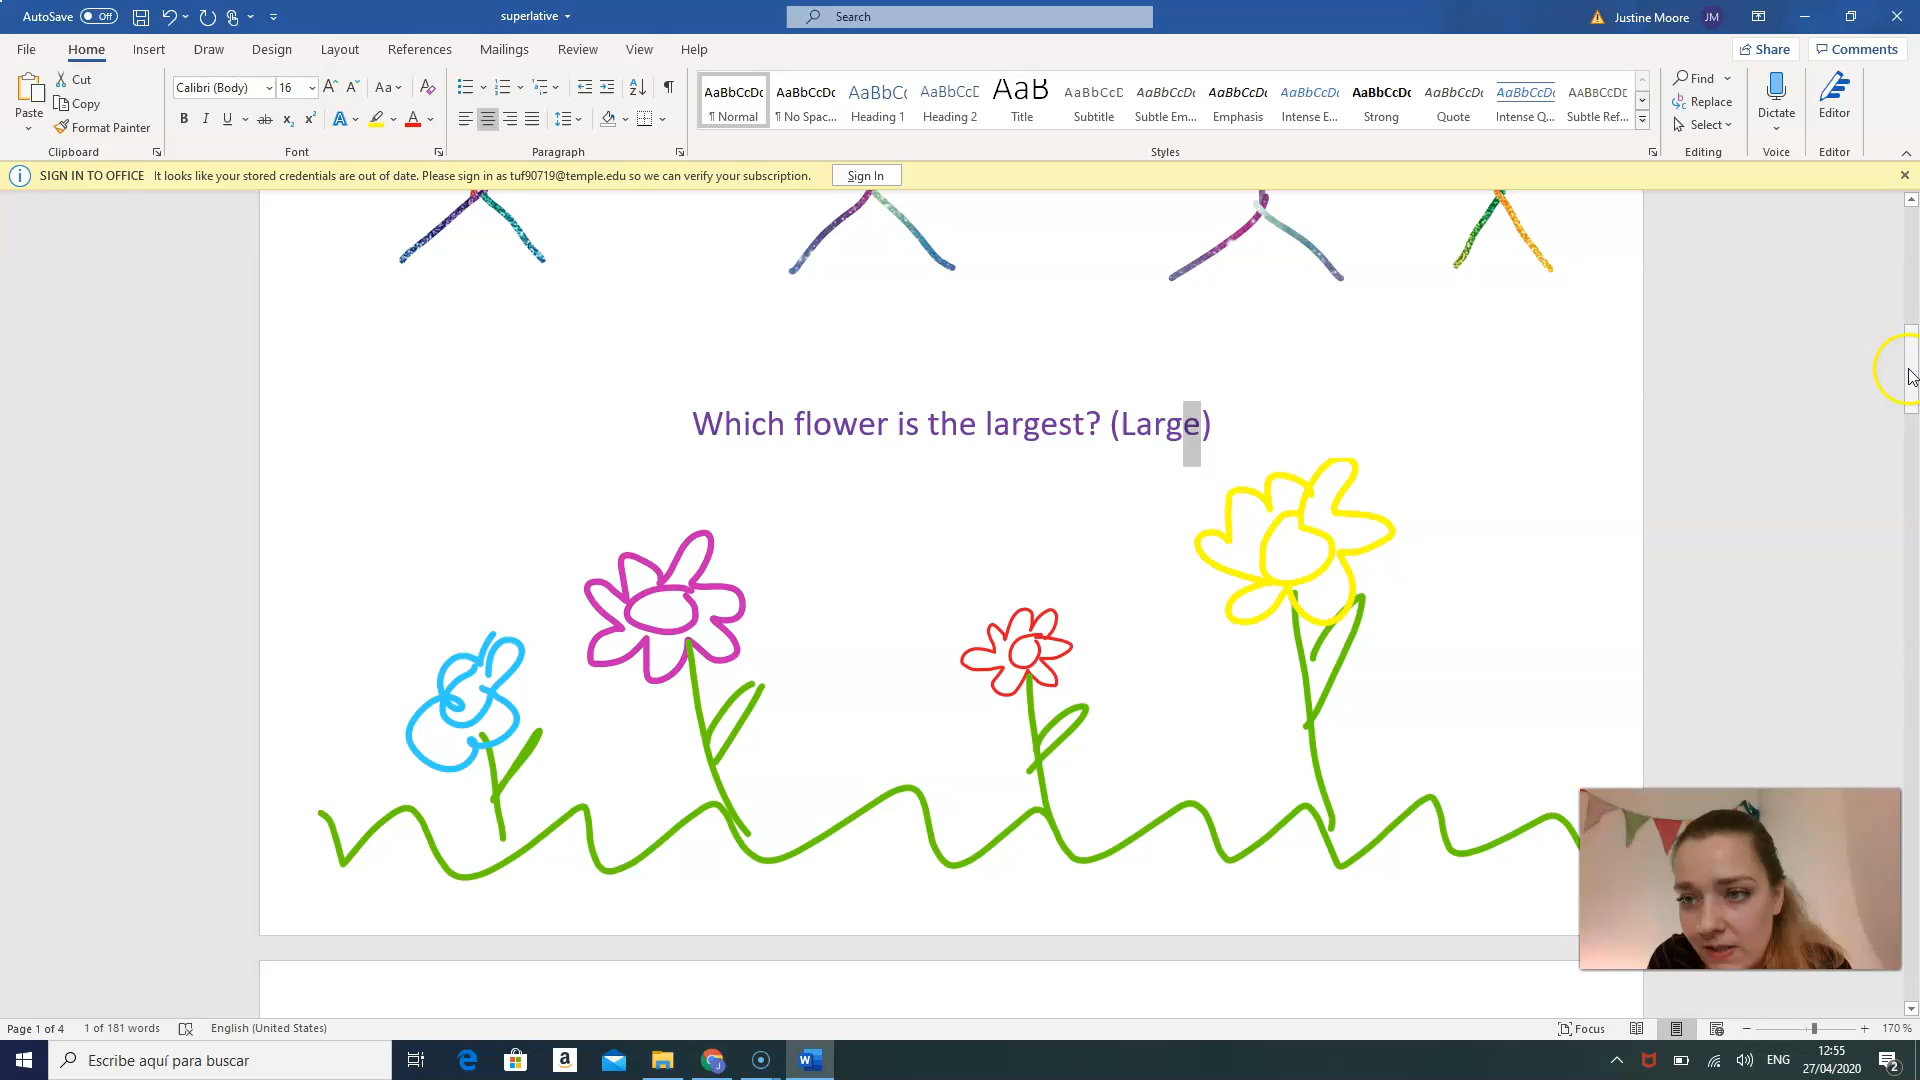 AutoSave Off superlative Search Justine Moore JM
File Home Insert Draw Design Layout References Mailings Review View Help Share Comments
Paste Cut Copy Format Painter
Calibri (Body) 16 Aa
AaBbCcDc AaBbCcDc AaBbCc AaBbCcD AaB AaBbCcD AaBbCcDc AaBbCcDc AaBbCcDc AaBbCcDc AaBbCcDc AaBbCcDc AaBbCcDc
¶ Normal ¶ No Spac... Heading 1 Heading 2 Title Subtitle Subtle Em... Emphasis Intense E... Strong Quote Intense Q... Subtle Ref...
Find Replace Select Dictate Editor
Clipboard Font Paragraph Styles Editing Voice Editor
SIGN IN TO OFFICE It looks like your stored credentials are out of date. Please sign in as tuf90719@temple.edu so we can verify your subscription. Sign In
Which flower is the largest? (Large)
Page 1 of 4 1 of 181 words English (United States) Focus 170 %
Escribe aquí para buscar ENG 12:55
27/04/2020 2